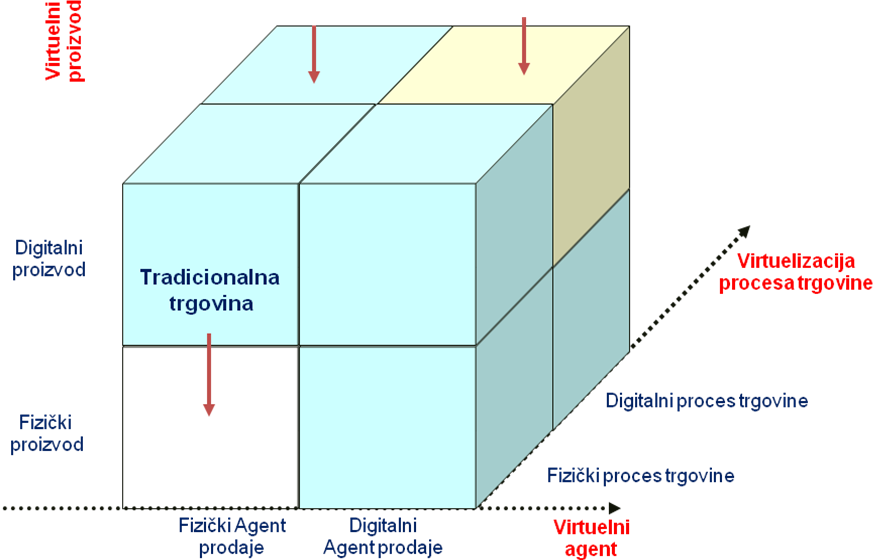 Virtuelni
proizvod
Digitalni
proizvod
Tradicionalna
trgovina
Virtuelizacija
procesa trgovine
Fizički
proizvod
Digitalni proces trgovine
Fizički proces trgovine
Fizički Agent
prodaje
Digitalni
Agent prodaje
Virtuelni
agent